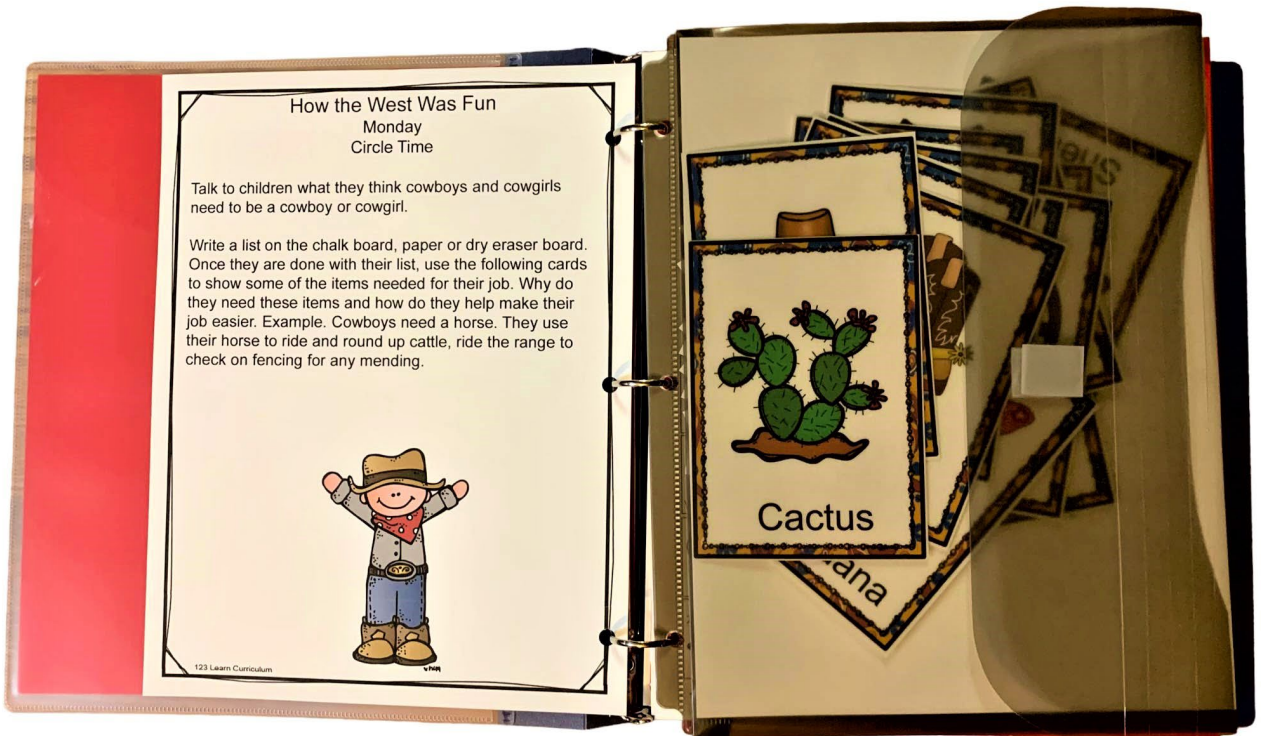 How the West Was Fun
Monday
Circle Time
Talk to children what they think cowboys and cowgirls
need to be a cowboy or cowgirl.
Write a list on the chalk board, paper or dry eraser board.
Once they are done with their list, use the following cards
to show some of the items needed for their job. Why do
they need these items and how do they help make their
job easier. Example. Cowboys need a horse. They use
their horse to ride and round up cattle, ride the range to
check on fencing for any mending.
123 Learn Curriculum
Cactus